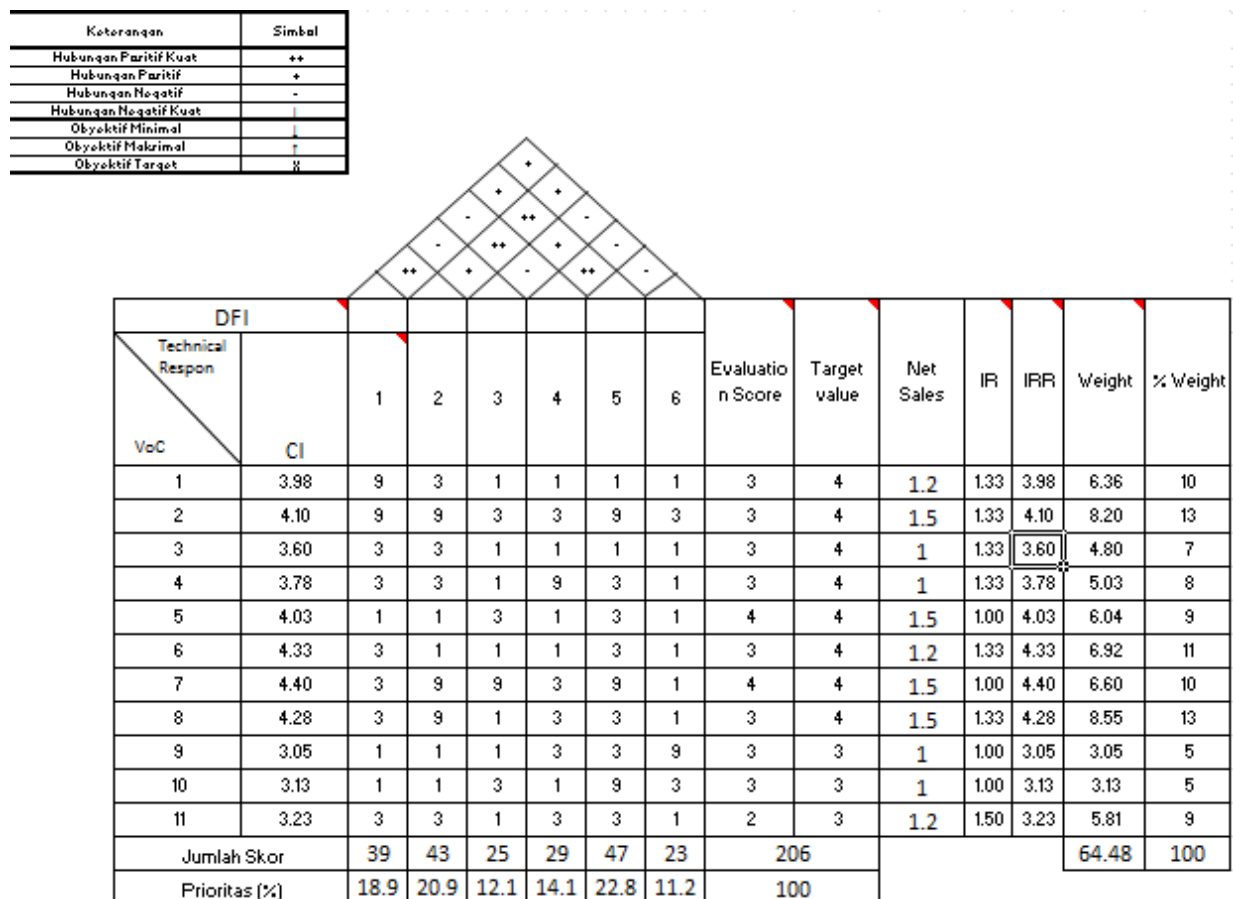 Keterangan Simbol
Hubungan Positif Kuat ++
Hubungan Positif +
Hubungan Negatif -
Hubungan Negatif Kuat |
Obyektif Minimal ↓
Obyektif Maksimal ↑
Obyektif Target X
+
+ +
- ++ -
- ++ + -
++ + - ++ -
DFI
Technical
Respon
VoC
CI
1 2 3 4 5 6
Evaluatio
n Score
Target
value
Net
Sales
IR IRR Weight % Weight
1 3.98 9 3 1 1 1 1 3 4 1.2 1.33 3.98 6.36 10
2 4.10 9 9 3 3 9 3 3 4 1.5 1.33 4.10 8.20 13
3 3.60 3 3 1 1 1 1 3 4 1 1.33 3.60 4.80 7
4 3.78 3 3 1 9 3 1 3 4 1 1.33 3.78 5.03 8
5 4.03 1 1 3 1 3 1 4 4 1.5 1.00 4.03 6.04 9
6 4.33 3 1 1 1 3 1 3 4 1.2 1.33 4.33 6.92 11
7 4.40 3 9 9 3 9 1 4 4 1.5 1.00 4.40 6.60 10
8 4.28 3 9 1 3 3 1 3 4 1.5 1.33 4.28 8.55 13
9 3.05 1 1 1 3 3 9 3 3 1 1.00 3.05 3.05 5
10 3.13 1 1 3 1 9 3 3 3 1 1.00 3.13 3.13 5
11 3.23 3 3 1 3 3 1 2 3 1.2 1.50 3.23 5.81 9
Jumlah Skor 39 43 25 29 47 23 206 64.48 100
Prioritas (%) 18.9 20.9 12.1 14.1 22.8 11.2 100